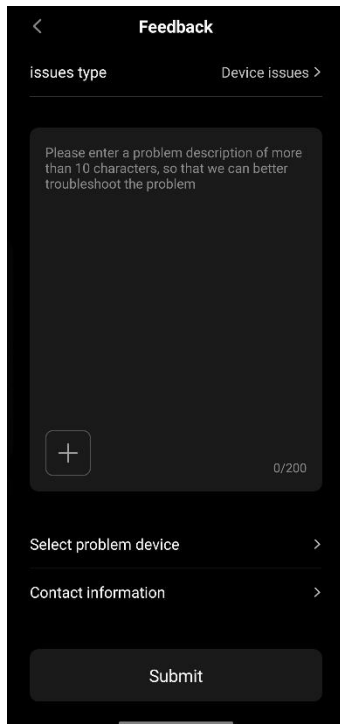 Feedback
issues type Device issues >
Please enter a problem description of more
than 10 characters, so that we can better
troubleshoot the problem
0/200
Select problem device >
Contact information >
Submit